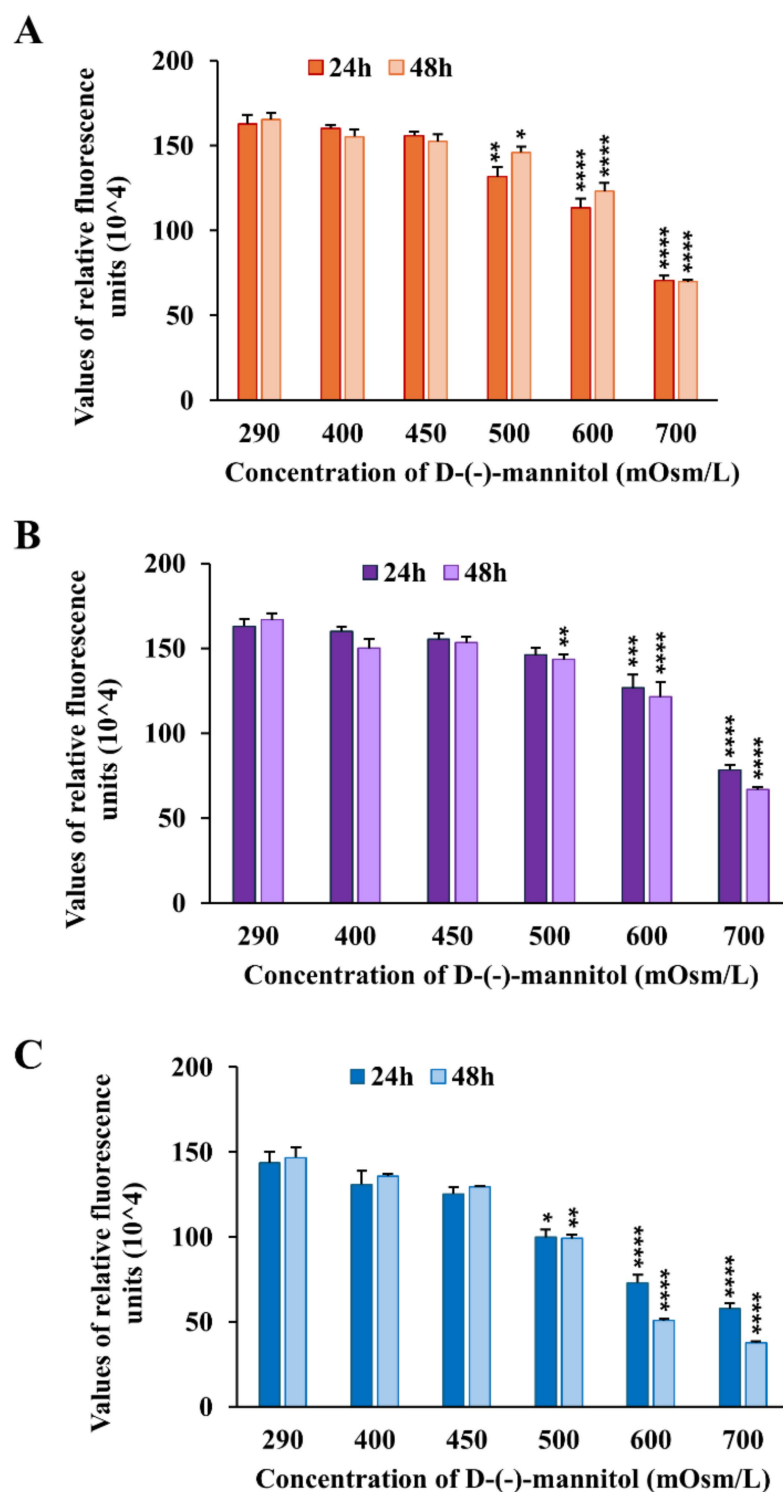 A
Values of relative fluorescence
units (10^4)
200
150
100
50
0
24h 48h
** *
**** ****
**** ****
290 400 450 500 600 700
Concentration of D-(-)-mannitol (mOsm/L)
B
Values of relative fluorescence
units (10^4)
200
150
100
50
0
24h 48h
**
*** ****
**** ****
290 400 450 500 600 700
Concentration of D-(-)-mannitol (mOsm/L)
C
Values of relative fluorescence
units (10^4)
200
150
100
50
0
24h 48h
* **
**** ****
**** ****
290 400 450 500 600 700
Concentration of D-(-)-mannitol (mOsm/L)